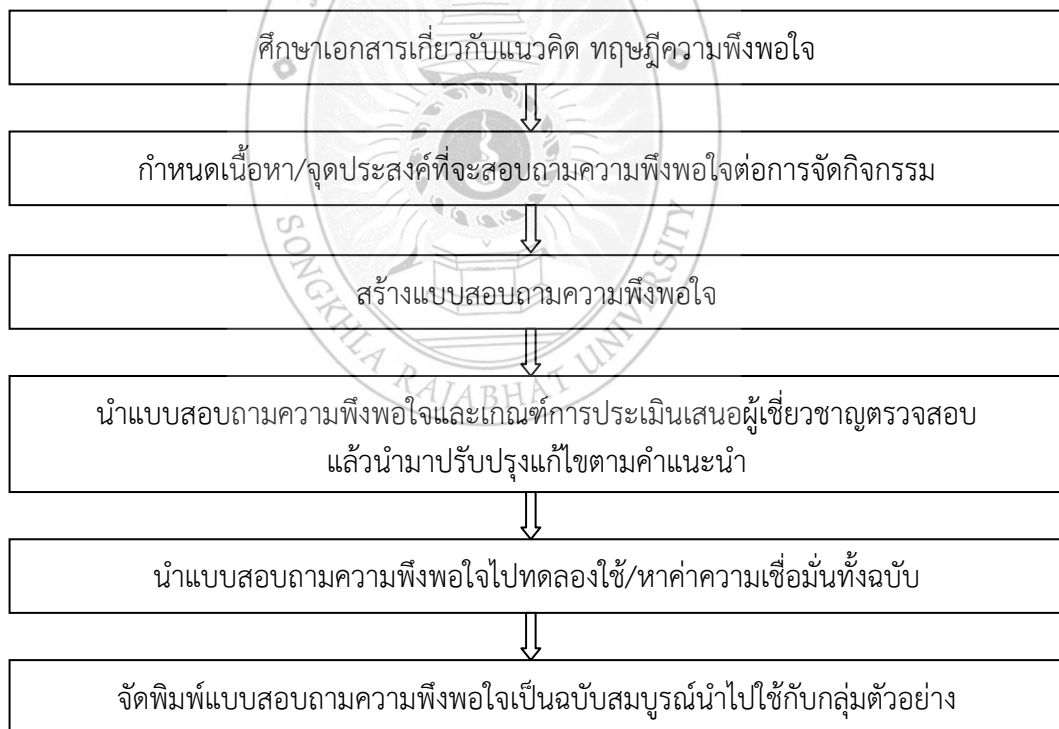 ศึกษาเอกสารเกี่ยวกับแนวคิด ทฤษฎีความพึงพอใจ
กำหนดเนื้อหา/จุดประสงค์ที่จะสอบถามความพึงพอใจต่อการจัดกิจกรรม
สร้างแบบสอบถามความพึงพอใจ
นำแบบสอบถามความพึงพอใจและเกณฑ์การประเมินเสนอผู้เชี่ยวชาญตรวจสอบ
แล้วนำมาปรับปรุงแก้ไขตามคำแนะนำ
นำแบบสอบถามความพึงพอใจไปทดลองใช้/หาค่าความเชื่อมั่นทั้งฉบับ
จัดพิมพ์แบบสอบถามความพึงพอใจเป็นฉบับสมบูรณ์นำไปใช้กับกลุ่มตัวอย่าง
SONGKHLA RAJABHAT UNIVERSITY